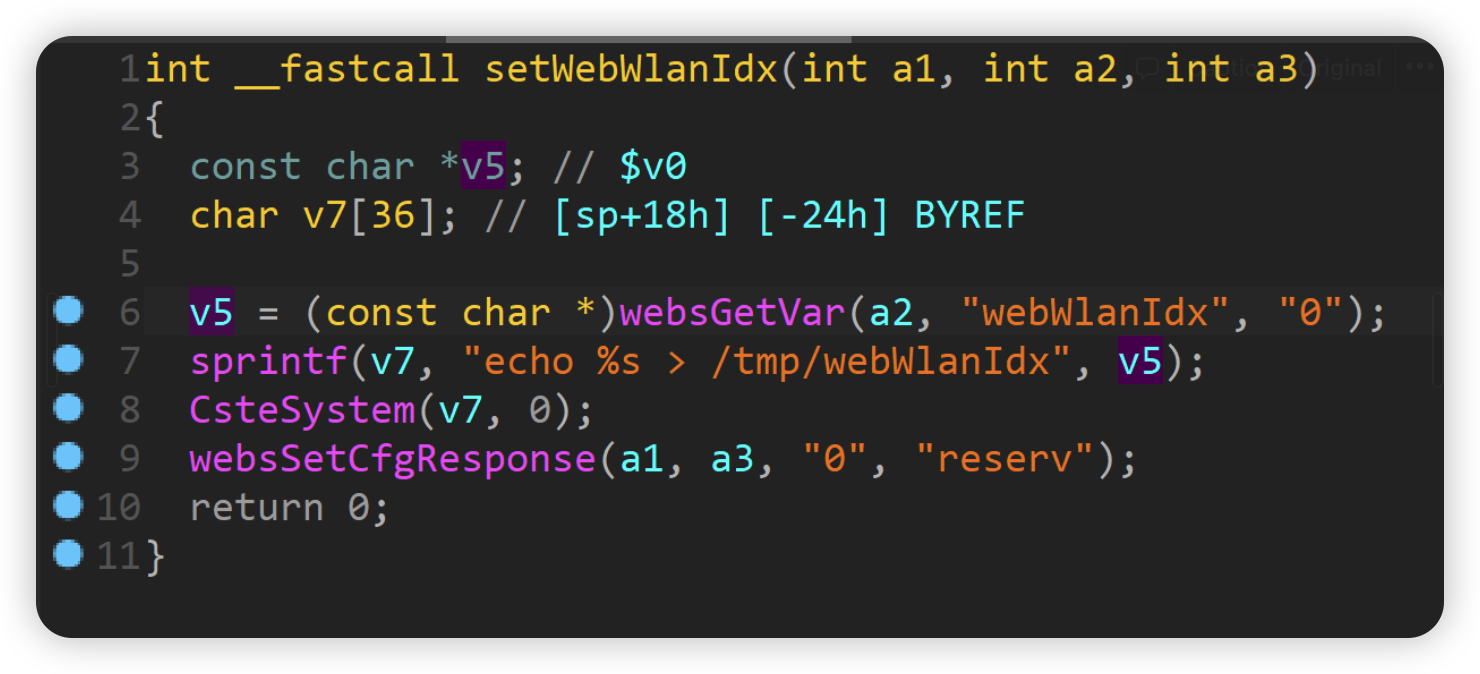 1 int __fastcall setWebWlanIdx(int a1, int a2, int a3)
2 {
3   const char *v5; // $v0
4   char v7[36]; // [sp+18h] [-24h] BYREF
5
6   v5 = (const char *)websGetVar(a2, "webWlanIdx", "0");
7   sprintf(v7, "echo %s > /tmp/webWlanIdx", v5);
8   CsteSystem(v7, 0);
9   websSetCfgResponse(a1, a3, "0", "reserv");
10   return 0;
11 }